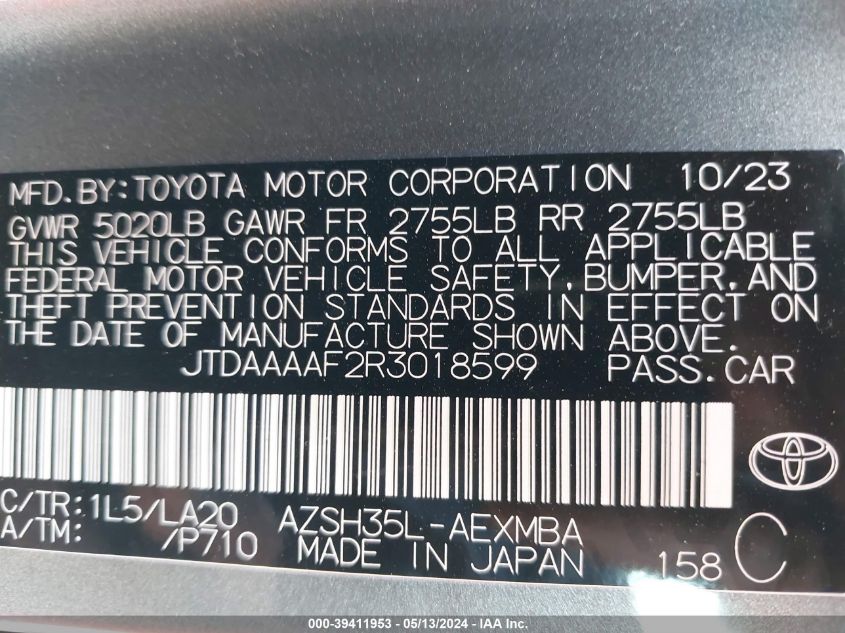 MFD.BY:TOYOTA MOTOR CORPORATION 10/23
GVWR 5020LB GAWR FR 2755LB RR 2755LB
THIS VEHICLE CONFORMS TO ALL APPLICABLE
FEDERAL MOTOR VEHICLE SAFETY,BUMPER,AND
THEFT PREVENTION STANDARDS IN EFFECT ON
THE DATE OF MANUFACTURE SHOWN ABOVE.
JTDAAAAF2R3018599 PASS.CAR
C/TR:1L5/LA20 AZSH35L-AEXMBA
A/TM: /P710 MADE IN JAPAN 158 C
000-39411953 - 05/13/2024 - © IAA, Inc.